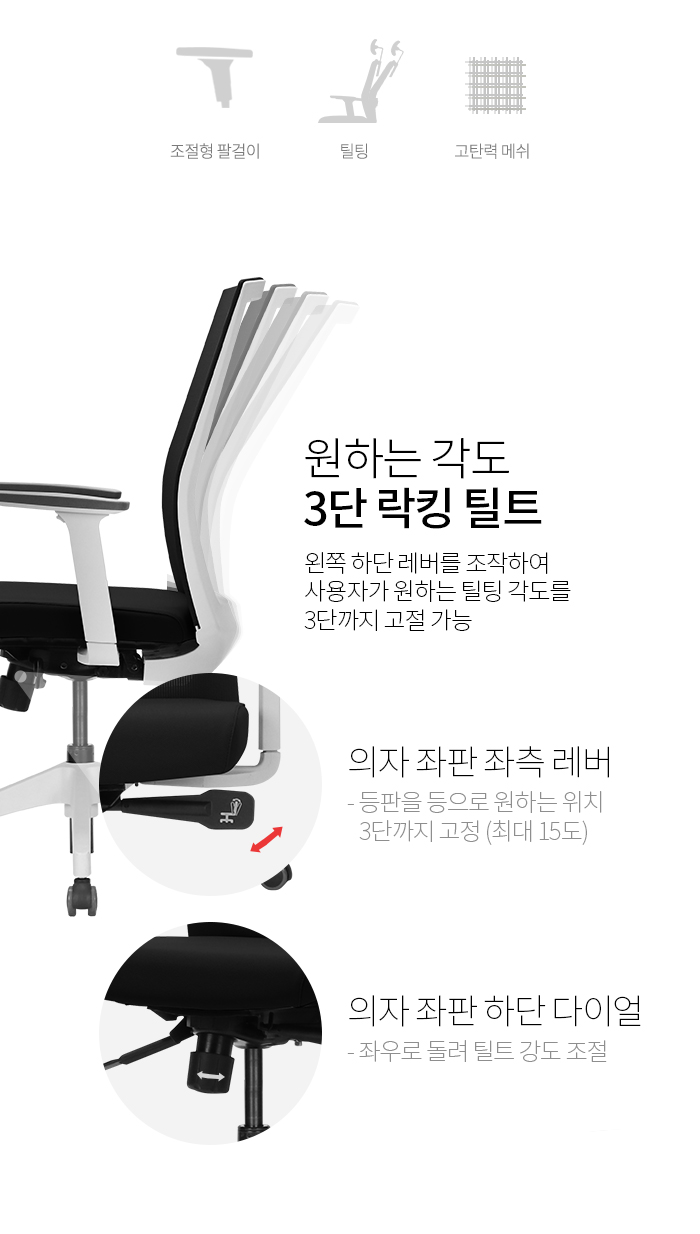 조절형 팔걸이
틸팅
고탄력 메쉬
원하는 각도
3단 락킹 틸트
왼쪽 하단 레버를 조작하여
사용자가 원하는 틸팅 각도를
3단까지 고절 가능
의자 좌판 좌측 레버
- 등판을 등으로 원하는 위치
3단까지 고정 (최대 15도)
의자 좌판 하단 다이얼
- 좌우로 돌려 틸트 강도 조절